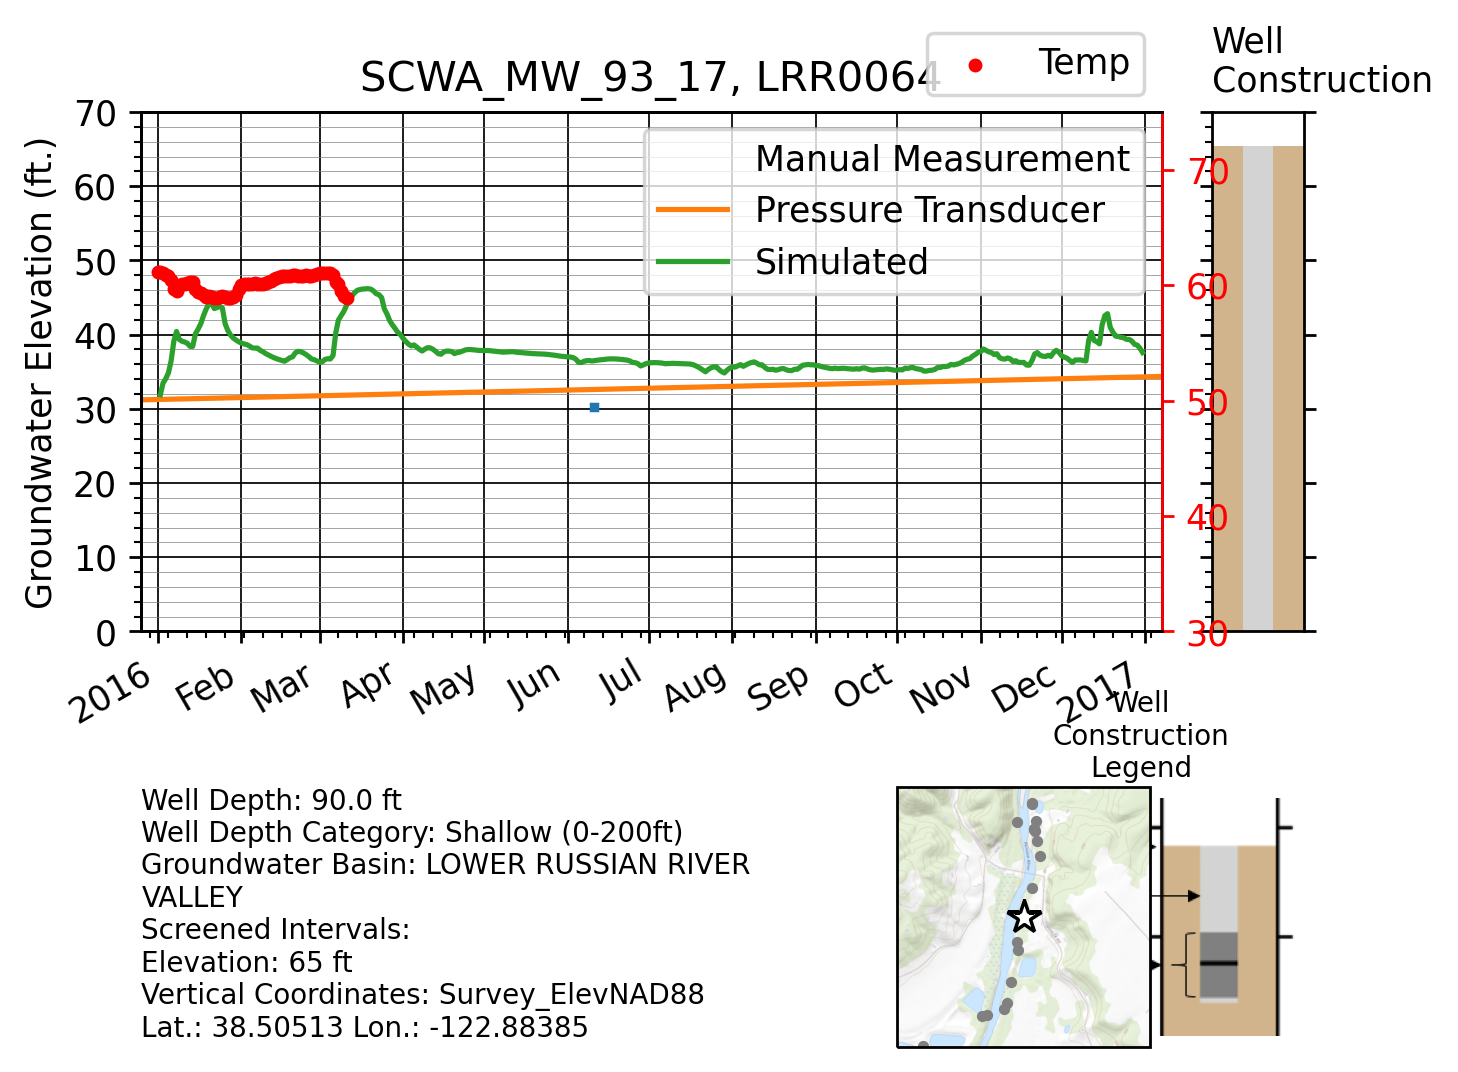 Well
Construction
SCWA_MW_93_17, LRR0064
Temp
Groundwater Elevation (ft.)
70
60
50
40
30
20
10
0
Manual Measurement
Pressure Transducer
Simulated
70
60
50
40
30
2016
Feb
Mar
Apr
May
Jun
Jul
Aug
Sep
Oct
Nov
Dec
2017
Well
Construction
Legend
Well Depth: 90.0 ft
Well Depth Category: Shallow (0-200ft)
Groundwater Basin: LOWER RUSSIAN RIVER
VALLEY
Screened Intervals:
Elevation: 65 ft
Vertical Coordinates: Survey_ElevNAD88
Lat.: 38.50513 Lon.: -122.88385